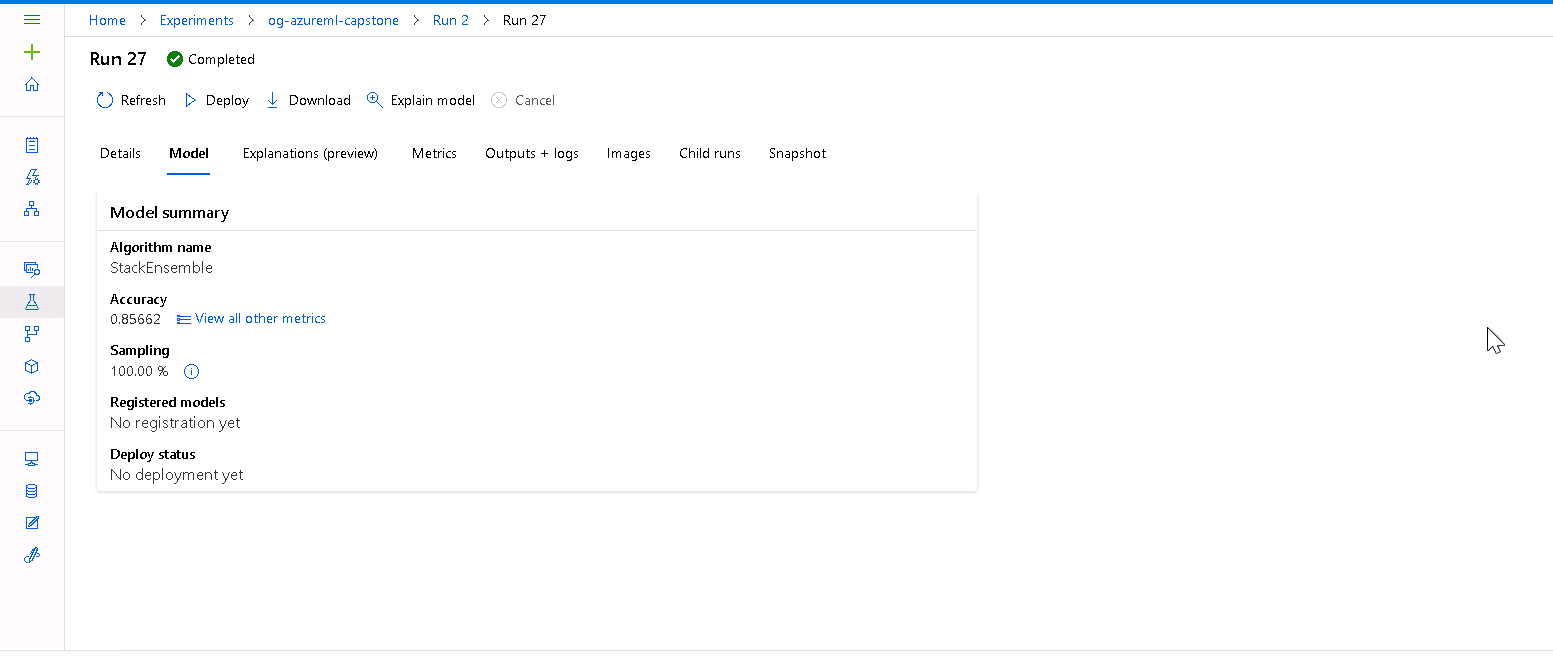 Home > Experiments > og-azureml-capstone > Run 2 > Run 27
Run 27 Completed
Refresh Deploy Download Explain model Cancel
Details Model Explanations (preview) Metrics Outputs + logs Images Child runs Snapshot
Model summary
Algorithm name
StackEnsemble
Accuracy
0.85662 View all other metrics
Sampling
100.00 %
Registered models
No registration yet
Deploy status
No deployment yet